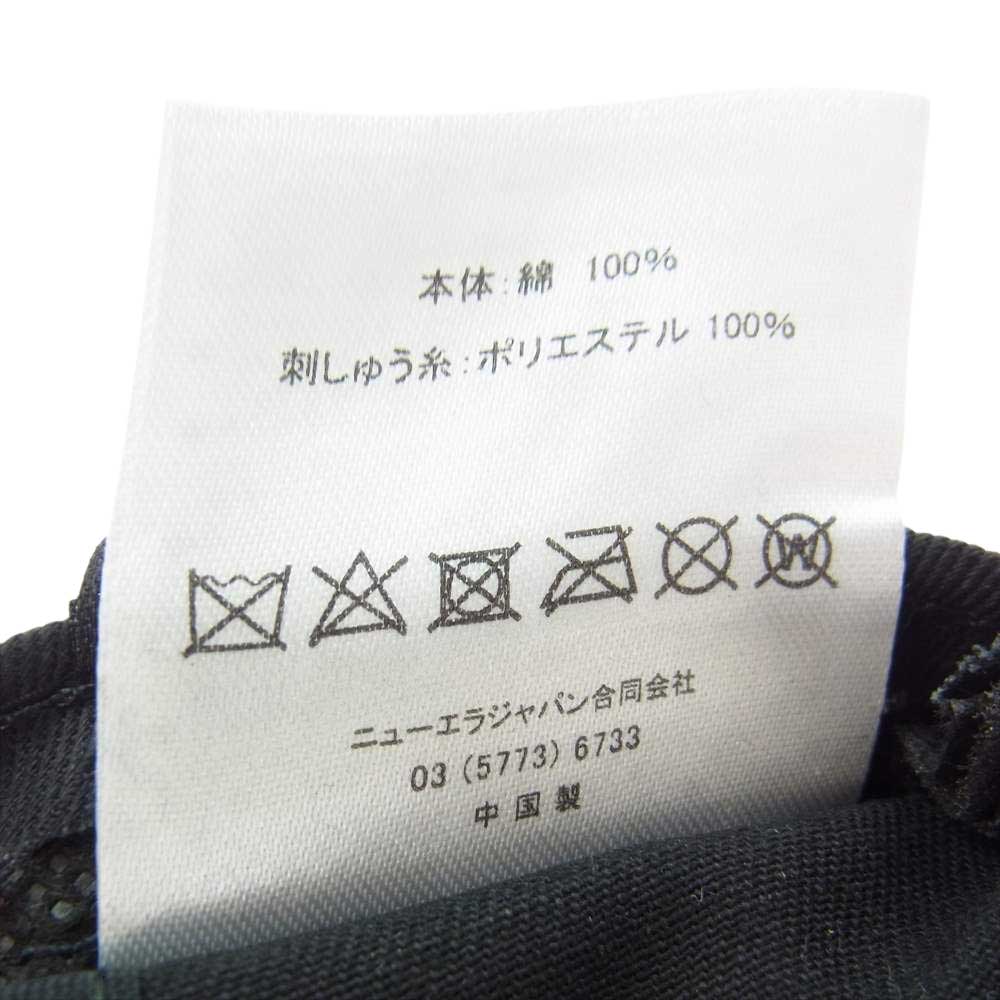 本体:綿 100%
刺しゅう糸:ポリエステル 100%
W
ニューエラジャパン合同会社
03 (5773) 6733
中国製